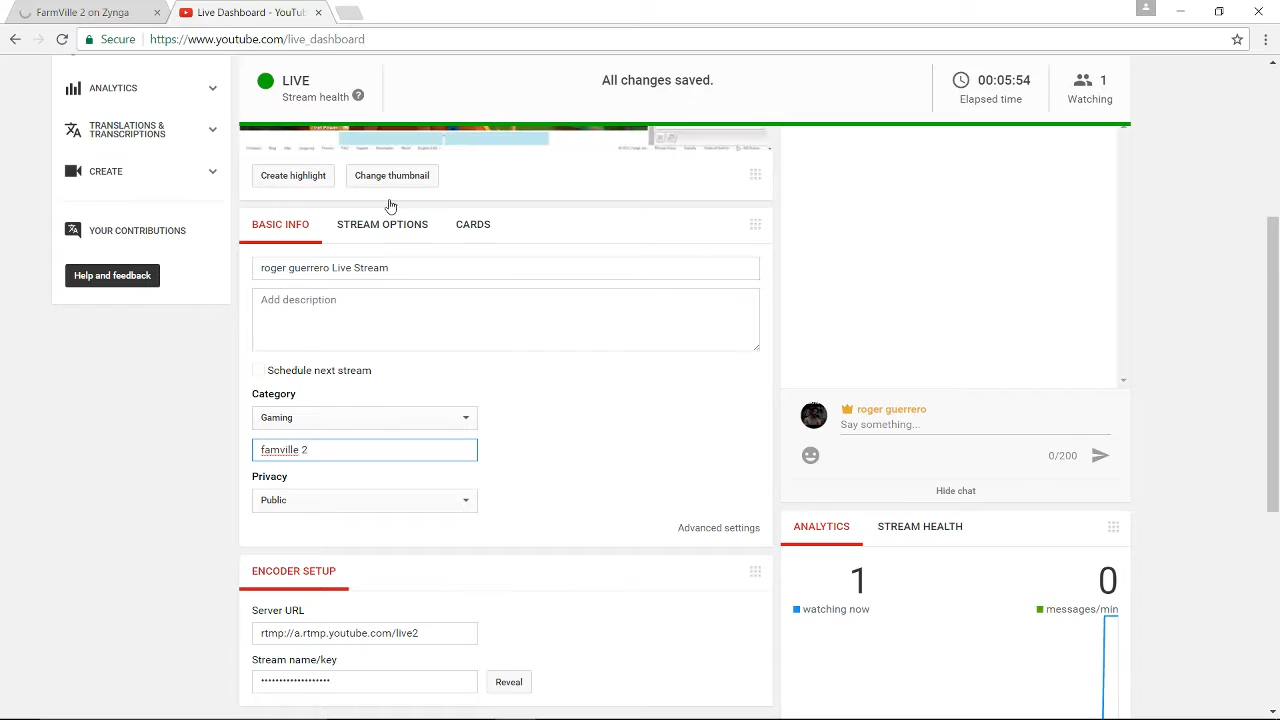 FarmVille 2 on Zynga
Live Dashboard - YouTub
Secure
https://www.youtube.com/live_dashboard
ANALYTICS
TRANSLATIONS &
TRANSCRIPTIONS
CREATE
YOUR CONTRIBUTIONS
Help and feedback
LIVE
Stream health
All changes saved.
00:05:54
Elapsed time
1
Watching
Create highlight
Change thumbnail
BASIC INFO
STREAM OPTIONS
CARDS
roger guerrero Live Stream
Add description
Schedule next stream
Category
Gaming
famville 2
Privacy
Public
Advanced settings
ENCODER SETUP
Server URL
rtmp://a.rtmp.youtube.com/live2
Stream name/key
••••••••••••••••••
Reveal
roger guerrero
Say something...
0/200
Hide chat
ANALYTICS
STREAM HEALTH
1
watching now
0
messages/min